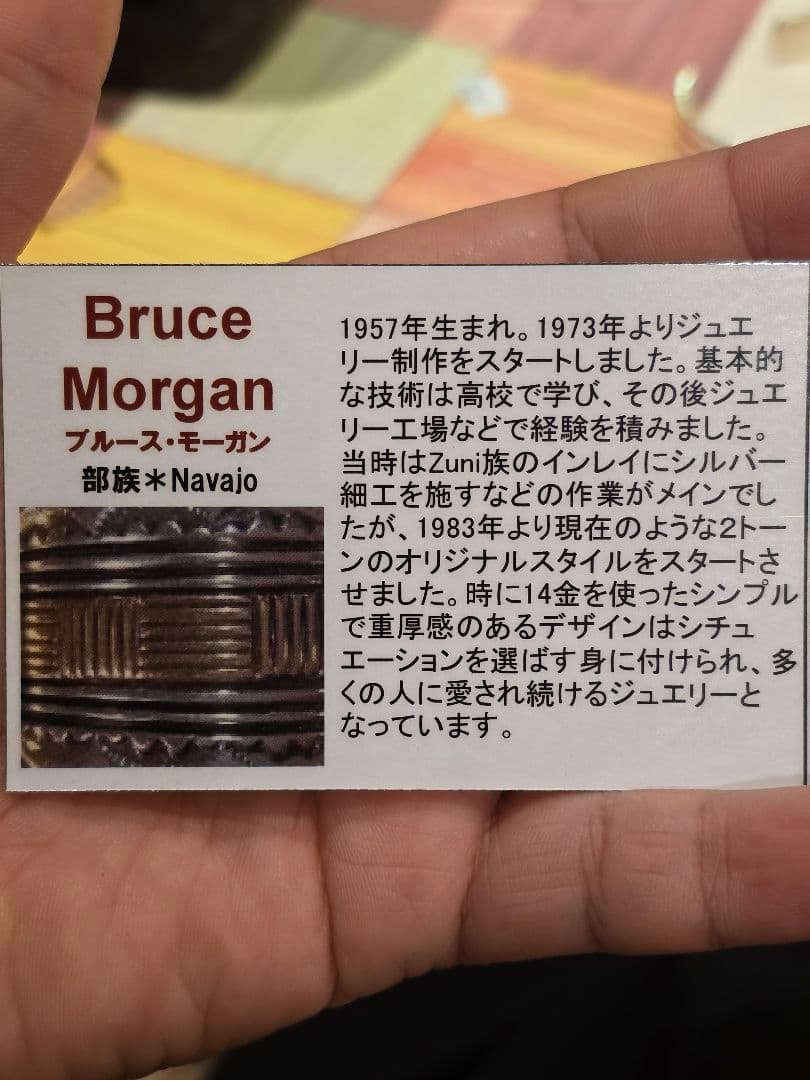 Bruce
Morgan
ブルース・モーガン
部族＊Navajo
1957年生まれ。1973年よりジュエ
リー制作をスタートしました。基本的
な技術は高校で学び、その後ジュエ
リー工場などで経験を積みました。
当時はZuni族のインレイにシルバー
細工を施すなどの作業がメインでし
たが、1983年より現在のような2トー
ンのオリジナルスタイルをスタートさ
せました。時に14金を使ったシンプル
で重厚感のあるデザインはシチュ
エーションを選ばす身に付けられ、多
くの人に愛され続けるジュエリーと
なっています。